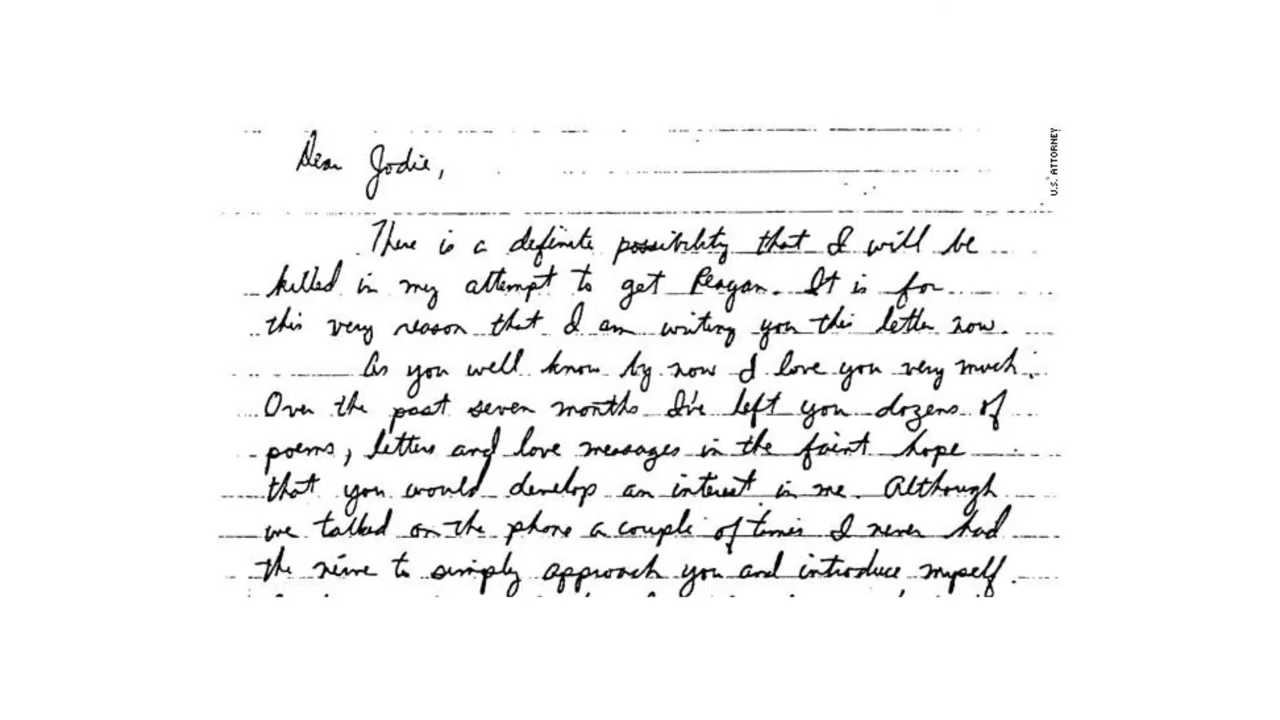 Dear Jodie,
U.S. ATTORNEY
There is a definite possibility that I will be
killed in my attempt to get Reagan. It is for
this very reason that I am writing you this letter now.
As you well know by now I love you very much.
Over the past seven months I've left you dozens of
poems, letters and love messages in the faint hope
that you would develop an interest in me. Although
we talked on the phone a couple of times I never had
the nerve to simply approach you and introduce myself.